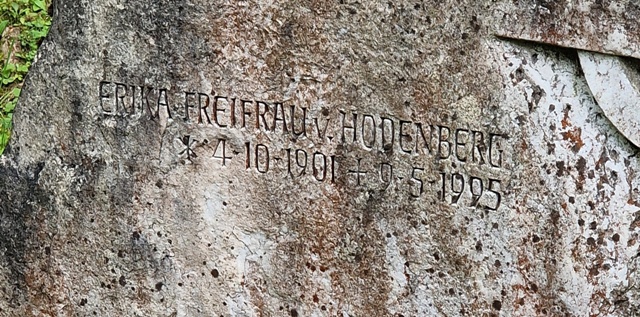 ERIKA FREIFRAU v. HODENBERG
* 4-10-1901 + 9-5-1995